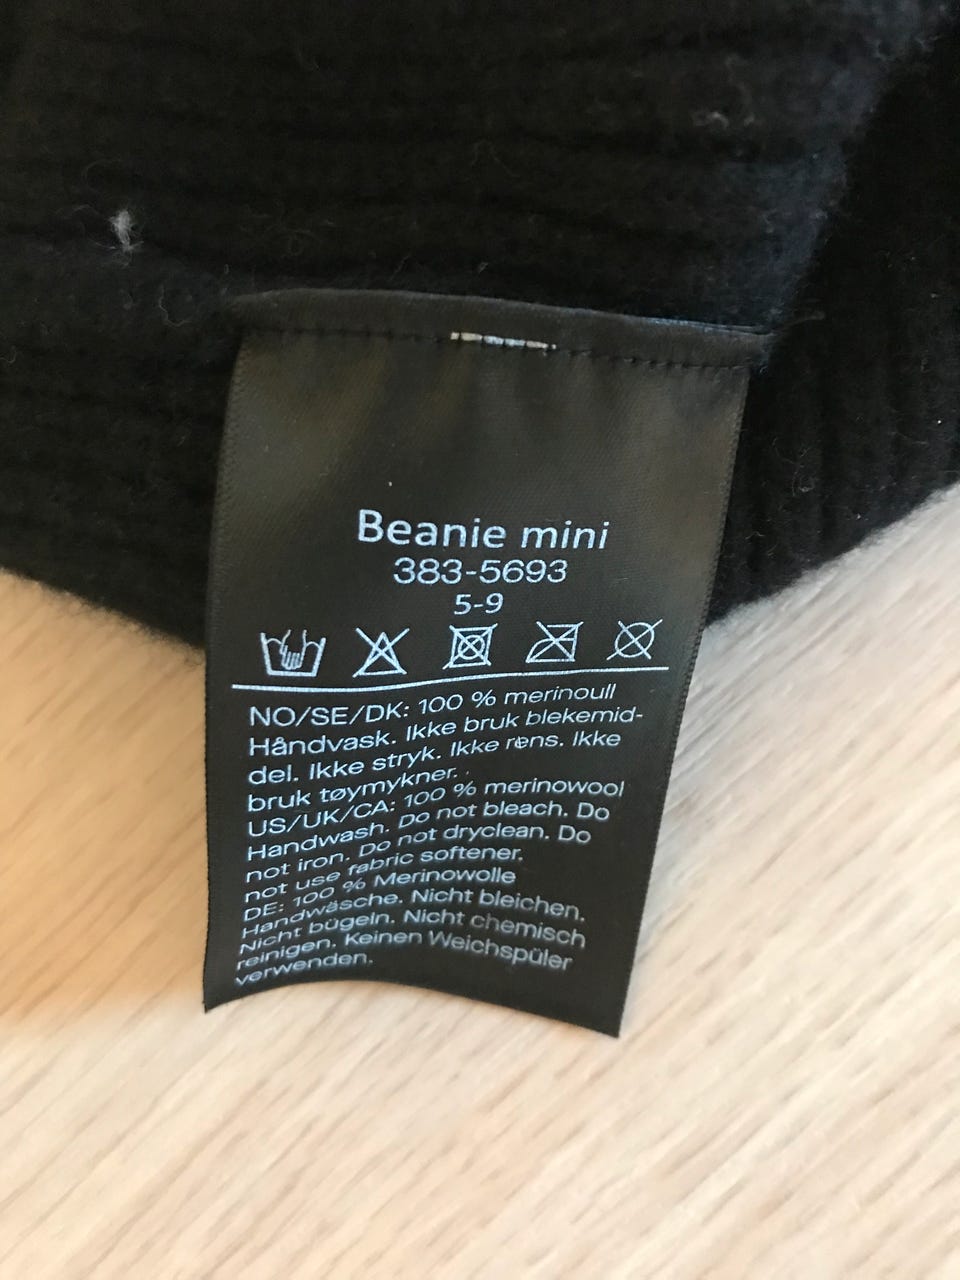 Beanie mini
383-5693
5-9
NO/SE/DK: 100 % merinoull
Håndvask. Ikke bruk blekemid-
del. Ikke stryk. Ikke rens. Ikke
bruk tøymykner.
US/UK/CA: 100 % merinowool
Handwash. Do not bleach. Do
not iron. Do not dryclean. Do
not use fabric softener.
DE: 100 % Merinowolle
Handwäsche. Nicht bleichen.
Nicht bügeln. Nicht chemisch
reinigen. Keinen Weichspüler
verwenden.